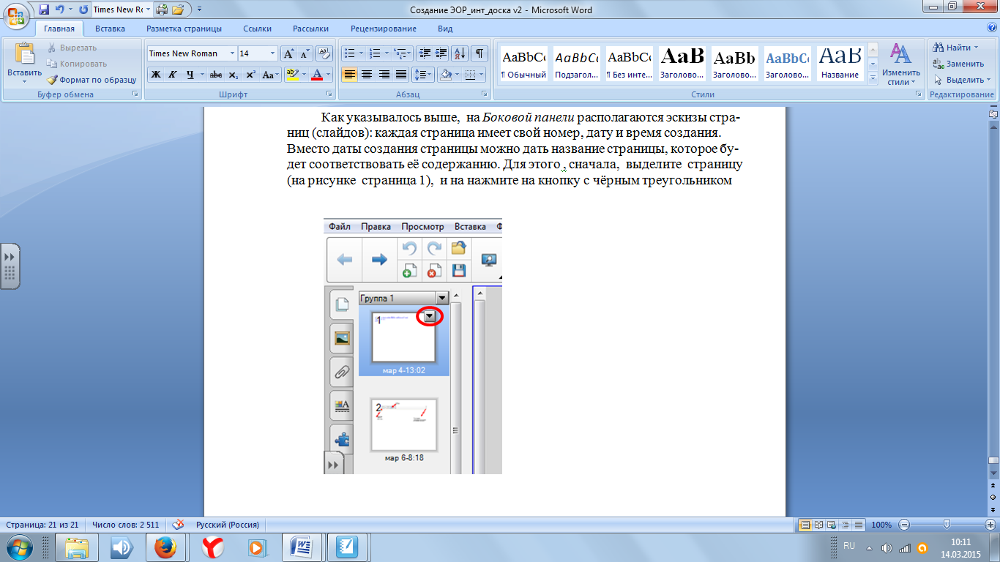 Создание ЭОР_инт_доска v2 - Microsoft Word
Times New Ro
Главная Вставка Разметка страницы Ссылки Рассылки Рецензирование Вид
Вставить
Вырезать
Копировать
Формат по образцу
Буфер обмена
Times New Roman 14
Ж К Ч abc x₂ x² Aa
Шрифт
Абзац
AaBbCc AaBbCc AaBbCc AaB AaBb AaBbCc AaB
¶ Обычный Подзагол... ¶ Без инте... Заголово... Заголово... Заголово... Название
Изменить стили
Стили
Найти
Заменить
Выделить
Редактирование
Как указывалось выше, на Боковой панели располагаются эскизы стра-
ниц (слайдов): каждая страница имеет свой номер, дату и время создания.
Вместо даты создания страницы можно дать название страницы, которое бу-
дет соответствовать её содержанию. Для этого , сначала, выделите страницу
(на рисунке страница 1), и на нажмите на кнопку с чёрным треугольником
Файл Правка Просмотр Вставка
Группа 1
1
мар 4-13:02
2
мар 6-8:18
Страница: 21 из 21 Число слов: 2 511 Русский (Россия) 100%
RU
10:11
14.03.2015